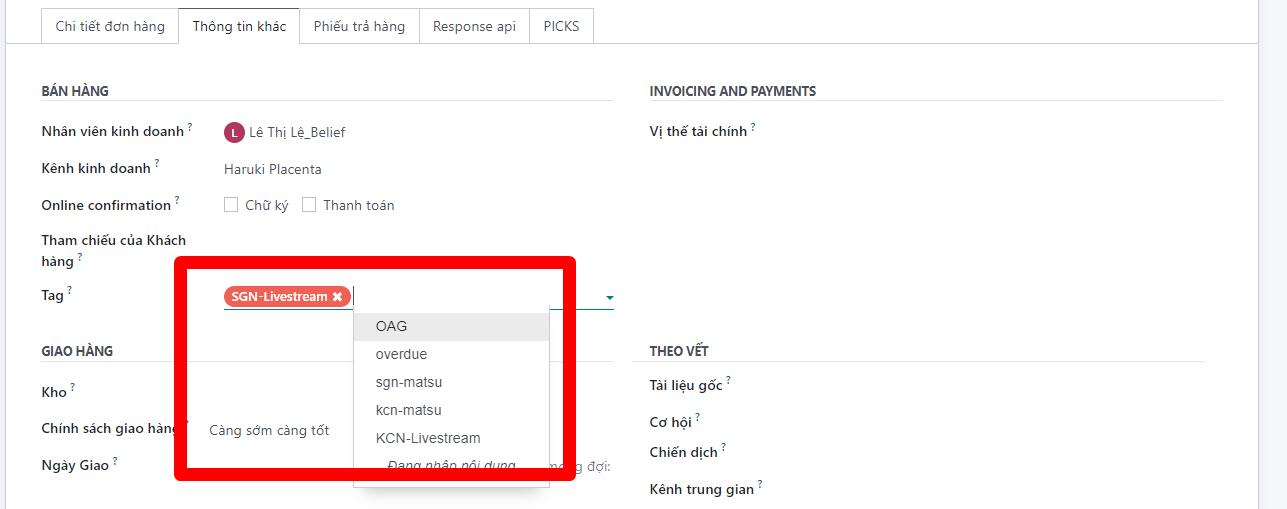 Chi tiết đơn hàng
Thông tin khác
Phiếu trả hàng
Response api
PICKS
BÁN HÀNG
Nhân viên kinh doanh ?
L Lê Thị Lệ_Belief
Kênh kinh doanh ?
Haruki Placenta
Online confirmation ?
Chữ ký
Thanh toán
Tham chiếu của Khách
hàng ?
Tag ?
SGN-Livestream ✖
OAG
overdue
sgn-matsu
kcn-matsu
KCN-Livestream
Đang nhập nội dung
INVOICING AND PAYMENTS
Vị thế tài chính ?
GIAO HÀNG
Kho ?
Chính sách giao hàng ?
Càng sớm càng tốt
Ngày Giao ?
đợi:
THEO VẾT
Tài liệu gốc ?
Cơ hội ?
Chiến dịch ?
Kênh trung gian ?